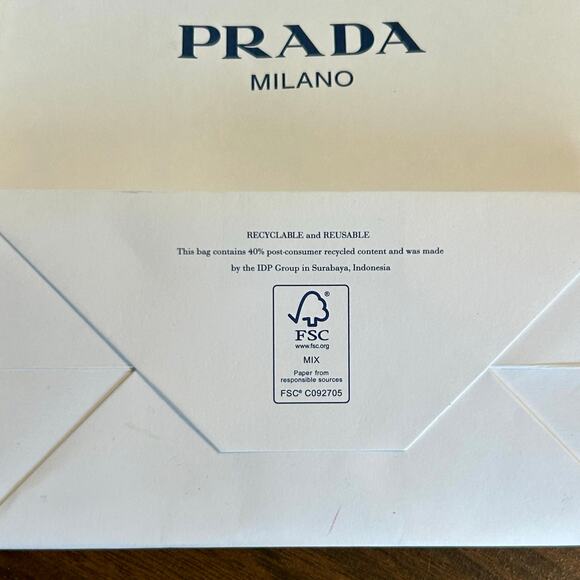 PRADA
MILANO
RECYCLABLE and REUSABLE
This bag contains 40% post-consumer recycled content and was made
by the IDP Group in Surabaya, Indonesia
®
FSC
www.fsc.org
MIX
Paper from
responsible sources
FSC® C092705